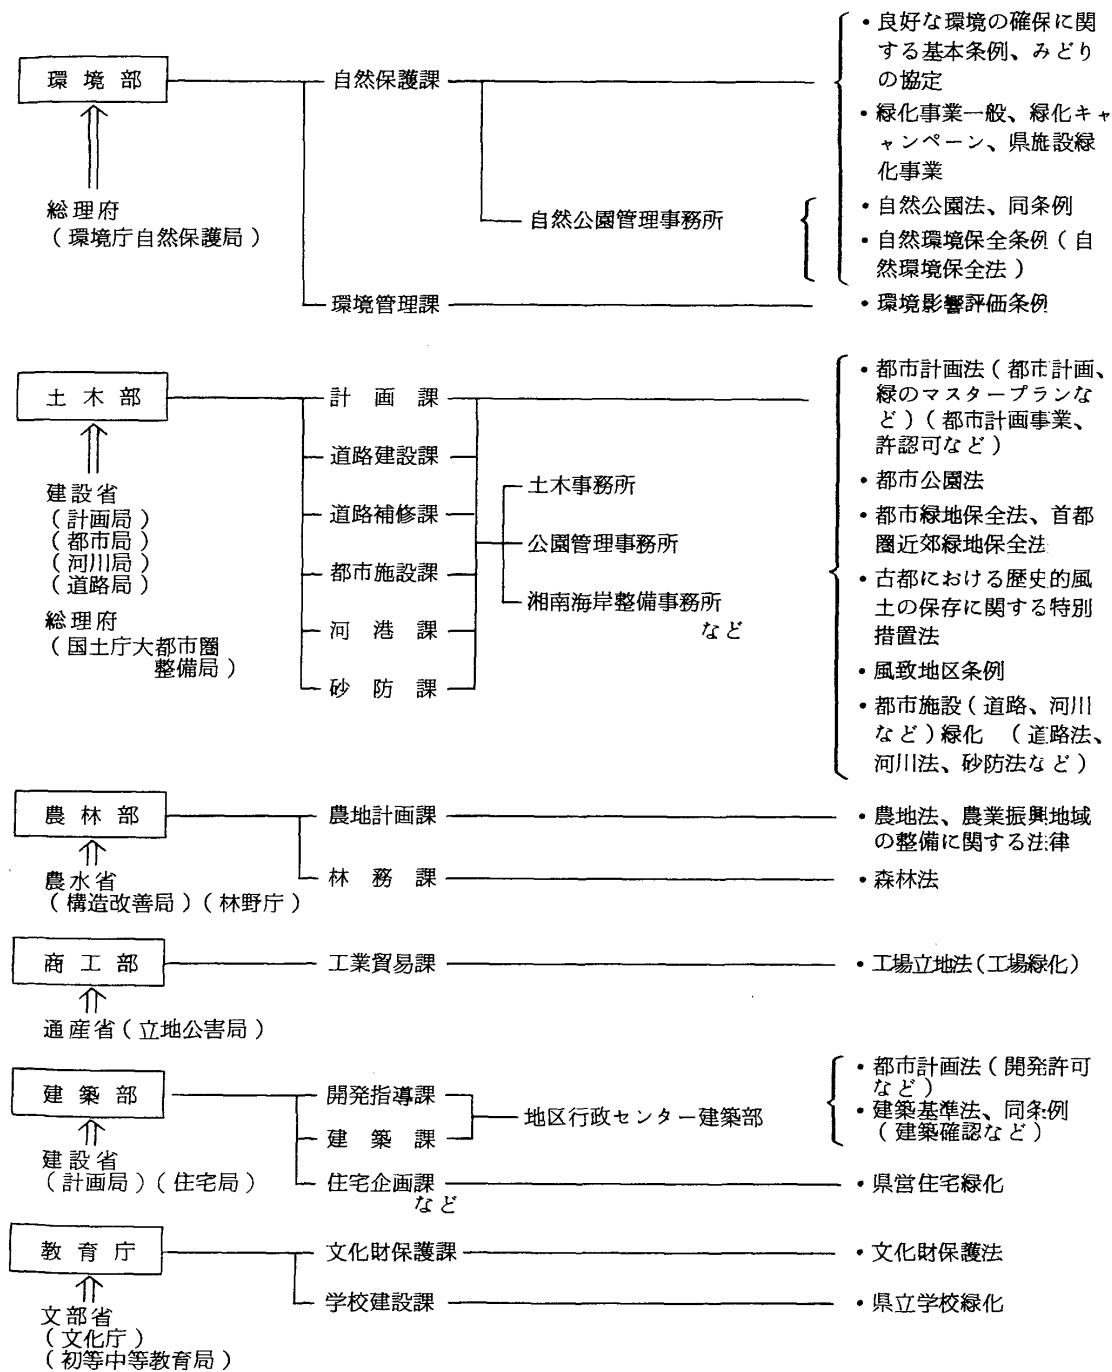 環境部
総理府
（環境庁自然保護局）
自然保護課
自然公園管理事務所
環境管理課
・良好な環境の確保に関
する基本条例、みどり
の協定
・緑化事業一般、緑化キャ
ャンペーン、県施設緑
化事業
・自然公園法、同条例
・自然環境保全条例（自
然環境保全法）
・環境影響評価条例
土木部
建設省
（計画局）
（都市局）
（河川局）
（道路局）
総理府
（国土庁大都市圏
整備局）
計画課
道路建設課
道路補修課
都市施設課
河港課
砂防課
土木事務所
公園管理事務所
湘南海岸整備事務所
など
・都市計画法（都市計画、
緑のマスタープランな
ど）（都市計画事業、
許認可など）
・都市公園法
・都市緑地保全法、首都
圏近郊緑地保全法
・古都における歴史的風
土の保存に関する特別
措置法
・風致地区条例
・都市施設（道路、河川
など）緑化　（道路法、
河川法、砂防法など）
農林部
農水省
（構造改善局）（林野庁）
農地計画課
林務課
・農地法、農業振興地域
の整備に関する法律
・森林法
商工部
通産省（立地公害局）
工業貿易課
・工場立地法（工場緑化）
建築部
建設省
（計画局）（住宅局）
開発指導課
建築課
住宅企画課
など
地区行政センター建築部
・都市計画法（開発許可
など）
・建築基準法、同条例
（建築確認など）
・県営住宅緑化
教育庁
文部省
（文化庁）
（初等中等教育局）
文化財保護課
学校建設課
・文化財保護法
・県立学校緑化